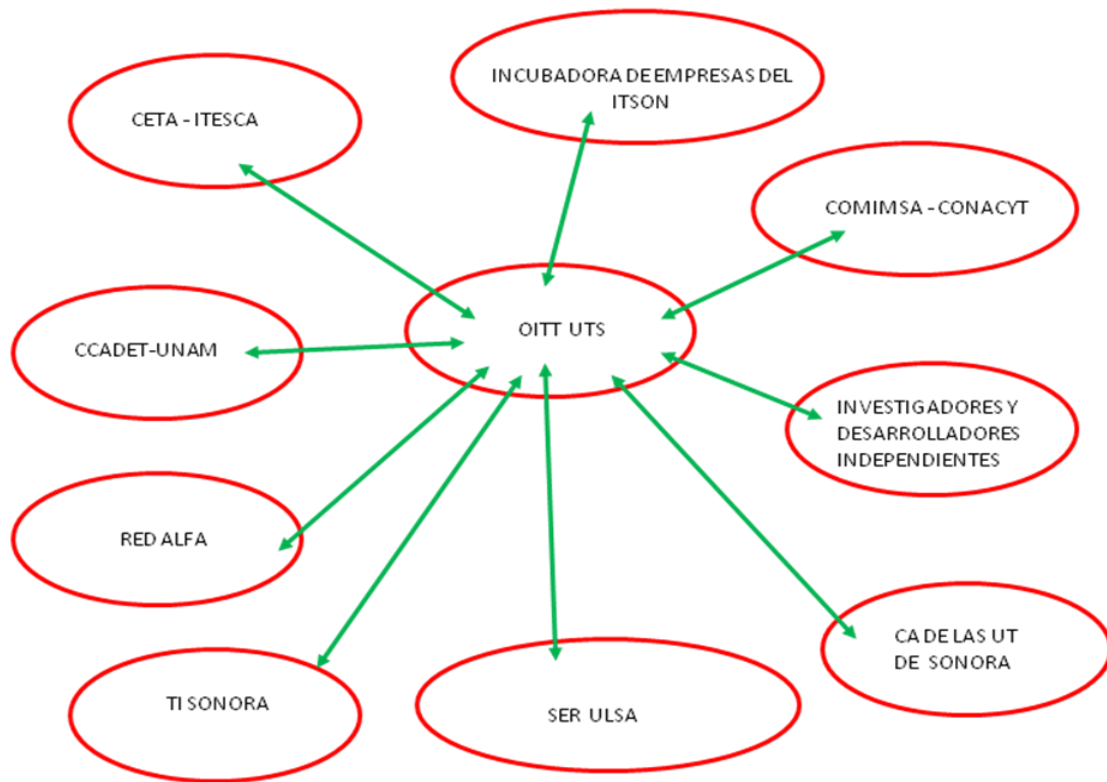 INCUBADORA DE EMPRESAS DEL
ITSON
CETA - ITESCA
COMIMSA - CONACYT
OITT UTS
CCADET-UNAM
INVESTIGADORES Y
DESARROLLADORES
INDEPENDIENTES
RED ALFA
CA DE LAS UT
DE SONORA
TI SONORA
SER ULSA